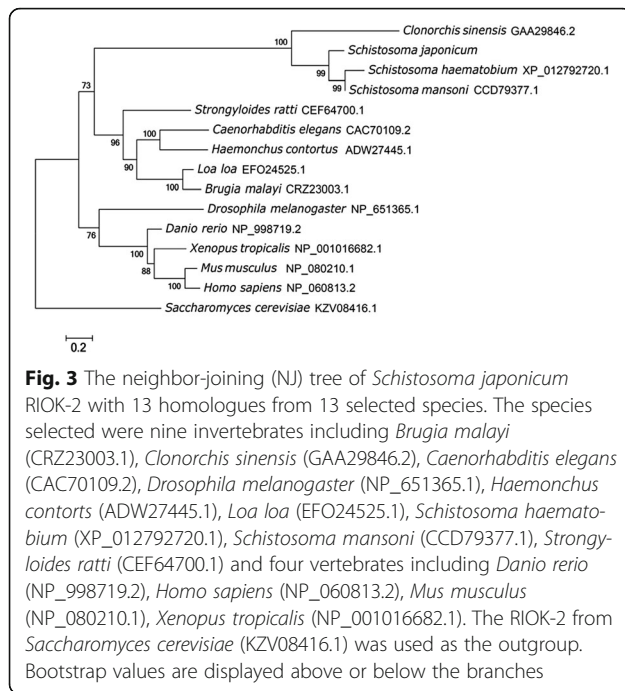 Clonorchis sinensis GAA29846.2
100
Schistosoma japonicum
99
Schistosoma haematobium XP_012792720.1
99
Schistosoma mansoni CCD79377.1
73
Strongyloides ratti CEF64700.1
96
Caenorhabditis elegans CAC70109.2
100
Haemonchus contortus ADW27445.1
90
Loa loa EFO24525.1
100
Brugia malayi CRZ23003.1
Drosophila melanogaster NP_651365.1
76
Danio rerio NP_998719.2
100
Xenopus tropicalis NP_001016682.1
88
Mus musculus NP_080210.1
100
Homo sapiens NP_060813.2
Saccharomyces cerevisiae KZV08416.1
0.2
Fig. 3 The neighbor-joining (NJ) tree of Schistosoma japonicum
RIOK-2 with 13 homologues from 13 selected species. The species
selected were nine invertebrates including Brugia malayi
(CRZ23003.1), Clonorchis sinensis (GAA29846.2), Caenorhabditis elegans
(CAC70109.2), Drosophila melanogaster (NP_651365.1), Haemonchus
contorts (ADW27445.1), Loa loa (EFO24525.1), Schistosoma haemato-
bium (XP_012792720.1), Schistosoma mansoni (CCD79377.1), Strongy-
loides ratti (CEF64700.1) and four vertebrates including Danio rerio
(NP_998719.2), Homo sapiens (NP_060813.2), Mus musculus
(NP_080210.1), Xenopus tropicalis (NP_001016682.1). The RIOK-2 from
Saccharomyces cerevisiae (KZV08416.1) was used as the outgroup.
Bootstrap values are displayed above or below the branches